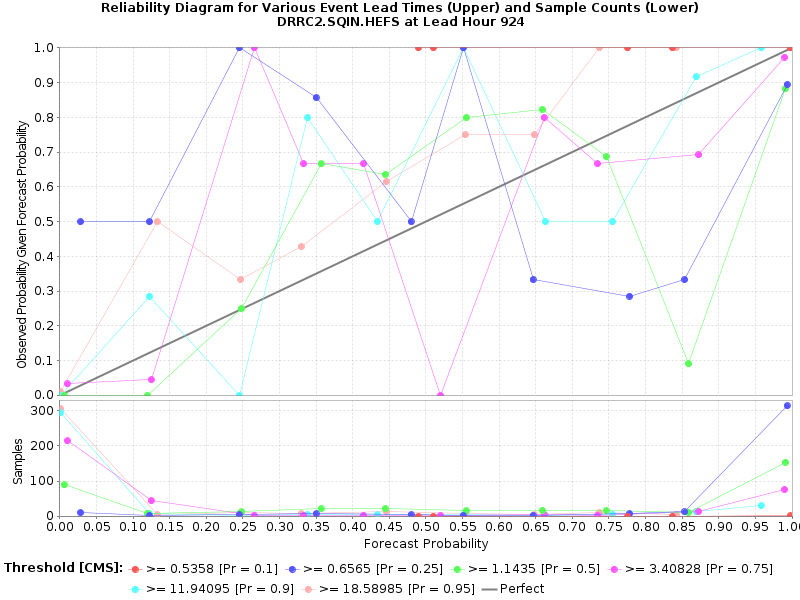 Reliability Diagram for Various Event Lead Times (Upper) and Sample Counts (Lower)
DRRC2.SQIN.HEFS at Lead Hour 924
Observed Probability Given Forecast Probability
1.0
0.9
0.8
0.7
0.6
0.5
0.4
0.3
0.2
0.1
0.0
Samples
300
200
100
0
0.00 0.05 0.10 0.15 0.20 0.25 0.30 0.35 0.40 0.45 0.50 0.55 0.60 0.65 0.70 0.75 0.80 0.85 0.90 0.95 1.0
Forecast Probability
Threshold [CMS]: >= 0.5358 [Pr = 0.1] >= 0.6565 [Pr = 0.25] >= 1.1435 [Pr = 0.5] >= 3.40828 [Pr = 0.75]
>= 11.94095 [Pr = 0.9] >= 18.58985 [Pr = 0.95] Perfect